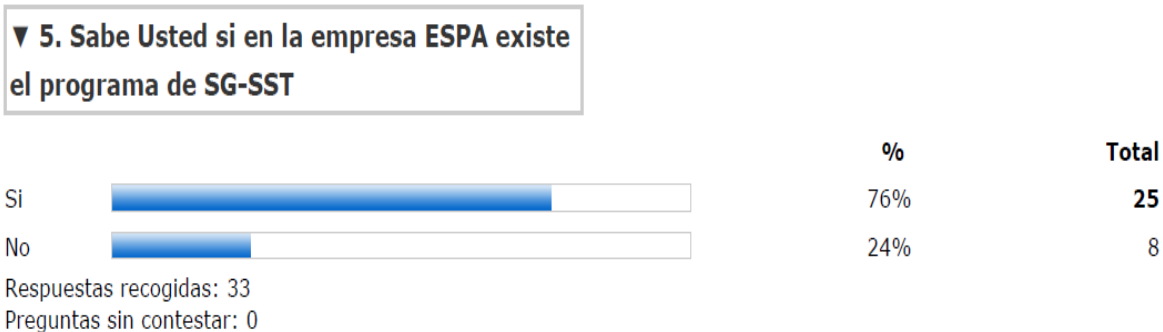 ▼ 5. Sabe Usted si en la empresa ESPA existe
el programa de SG-SST
% Total
Si 76% 25
No 24% 8
Respuestas recogidas: 33
Preguntas sin contestar: 0